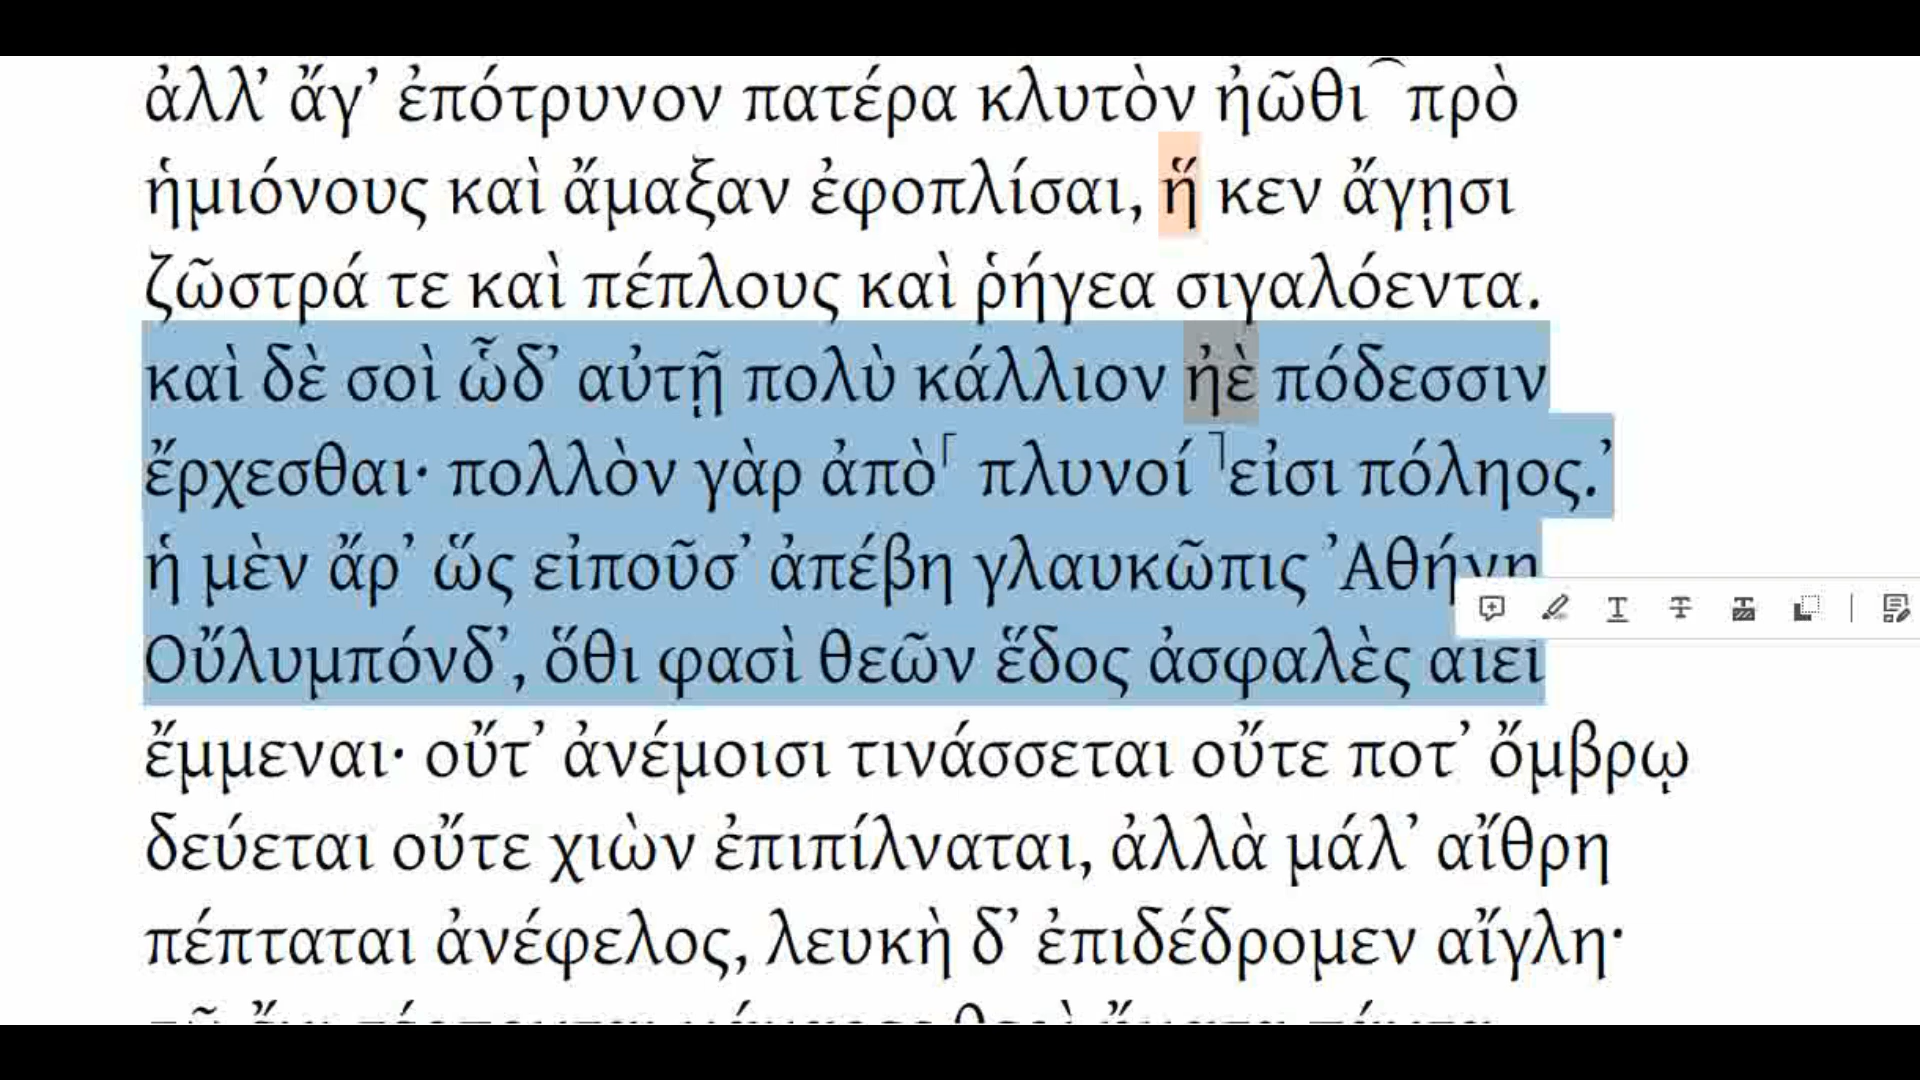 ἀλλ’ ἄγ’ ἐπότρυνον πατέρα κλυτὸν ἠῶθι ͡ πρὸ
ἡμιόνους καὶ ἄμαξαν ἐφοπλίσαι, ἥ κεν ἄγῃσι
ζῶστρά τε καὶ πέπλους καὶ ῥήγεα σιγαλόεντα.
καὶ δὲ σοὶ ὧδ’ αὐτῇ πολὺ κάλλιον ἠὲ πόδεσσιν
ἔρχεσθαι· πολλὸν γὰρ ἀπὸ⸢ πλυνοί ⸣εἰσι πόληος.’
ἡ μὲν ἄρ’ ὥς εἰποῦσ’ ἀπέβη γλαυκῶπις Ἀθήνη
Οὔλυμπόνδ’, ὅθι φασὶ θεῶν ἕδος ἀσφαλὲς αἰεὶ
ἔμμεναι· οὔτ’ ἀνέμοισι τινάσσεται οὔτε ποτ’ ὄμβρῳ
δεύεται οὔτε χιὼν ἐπιπίλναται, ἀλλὰ μάλ’ αἴθρη
πέπταται ἀνέφελος, λευκὴ δ’ ἐπιδέδρομεν αἴγλη·